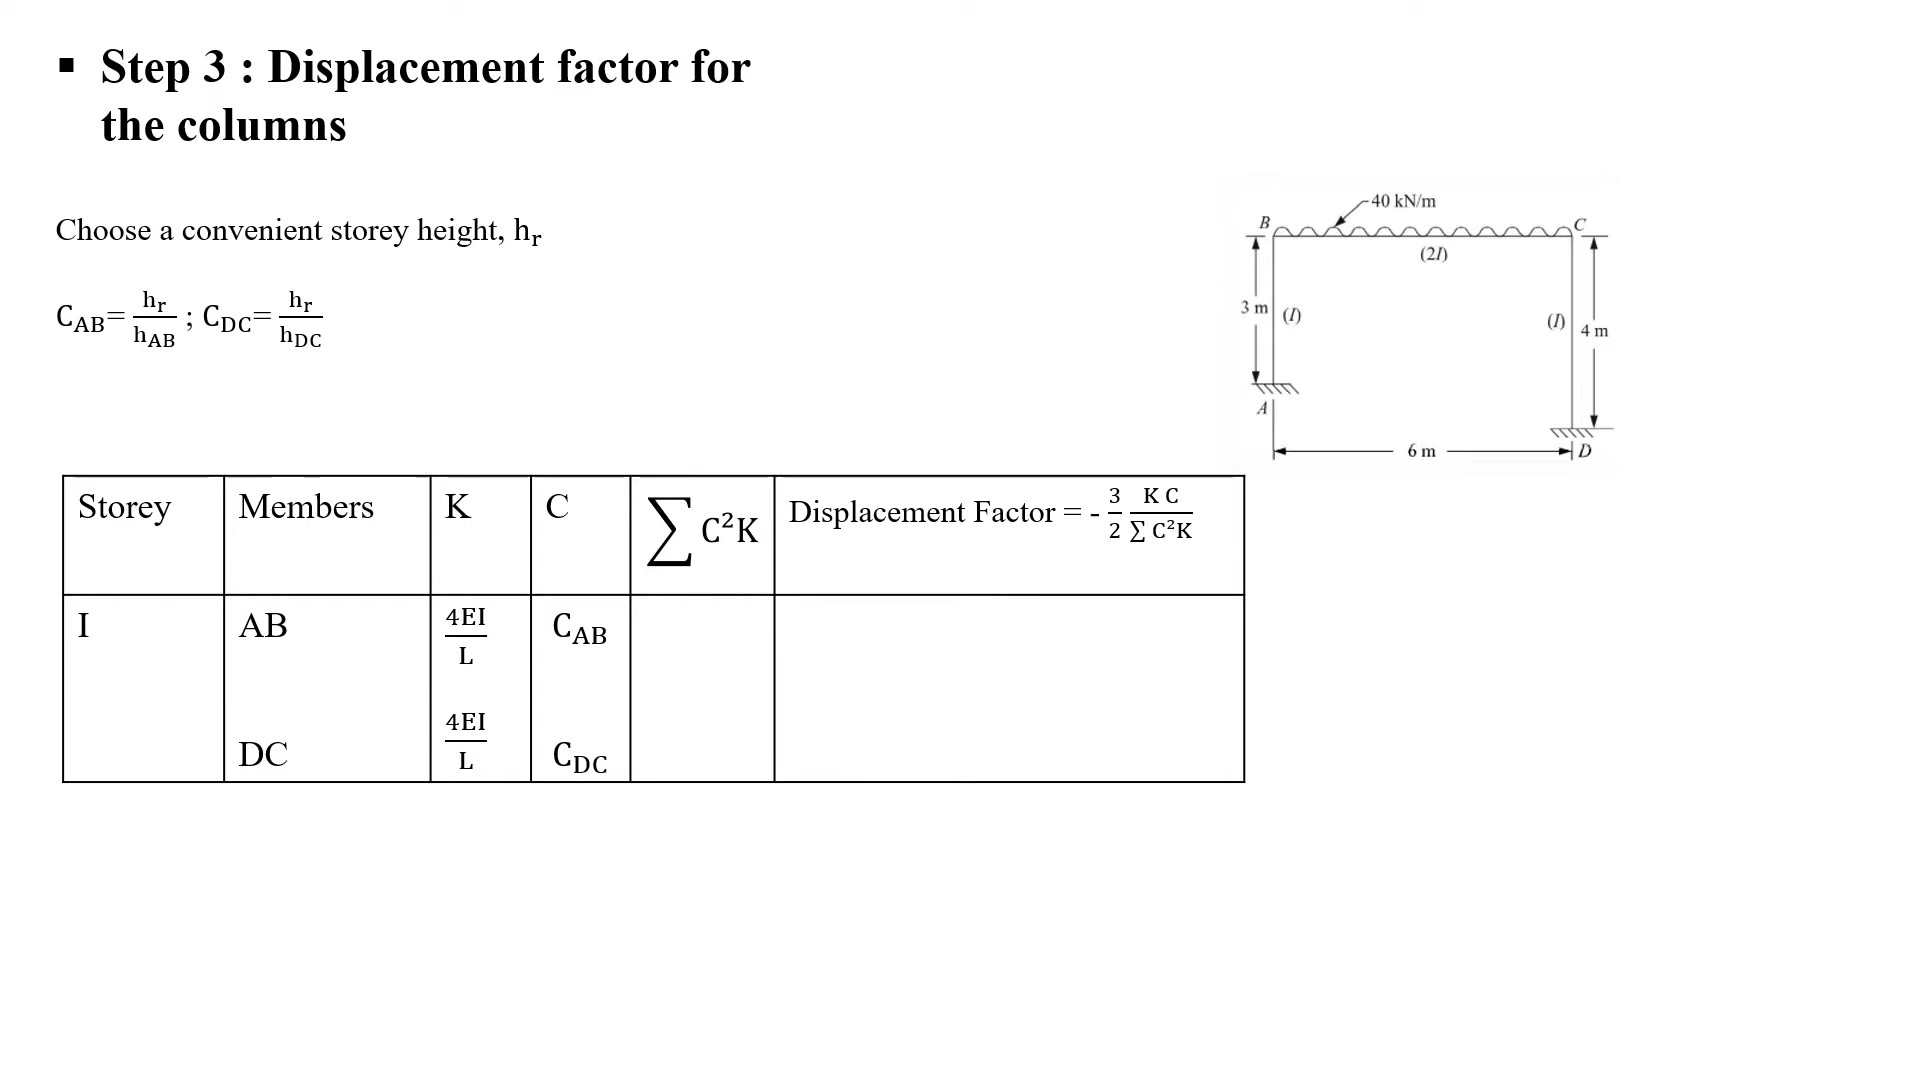 ▪ Step 3 : Displacement factor for
the columns
Choose a convenient storey height, hᵣ
C_AB= hᵣ/h_AB ; C_DC= hᵣ/h_DC
40 kN/m
B
C
(2I)
3 m
(I)
(I)
4 m
A
6 m
D
Storey Members K C ∑ C²K Displacement Factor = - 3/2 K C/∑ C²K
I AB 4EI/L C_AB
DC 4EI/L C_DC